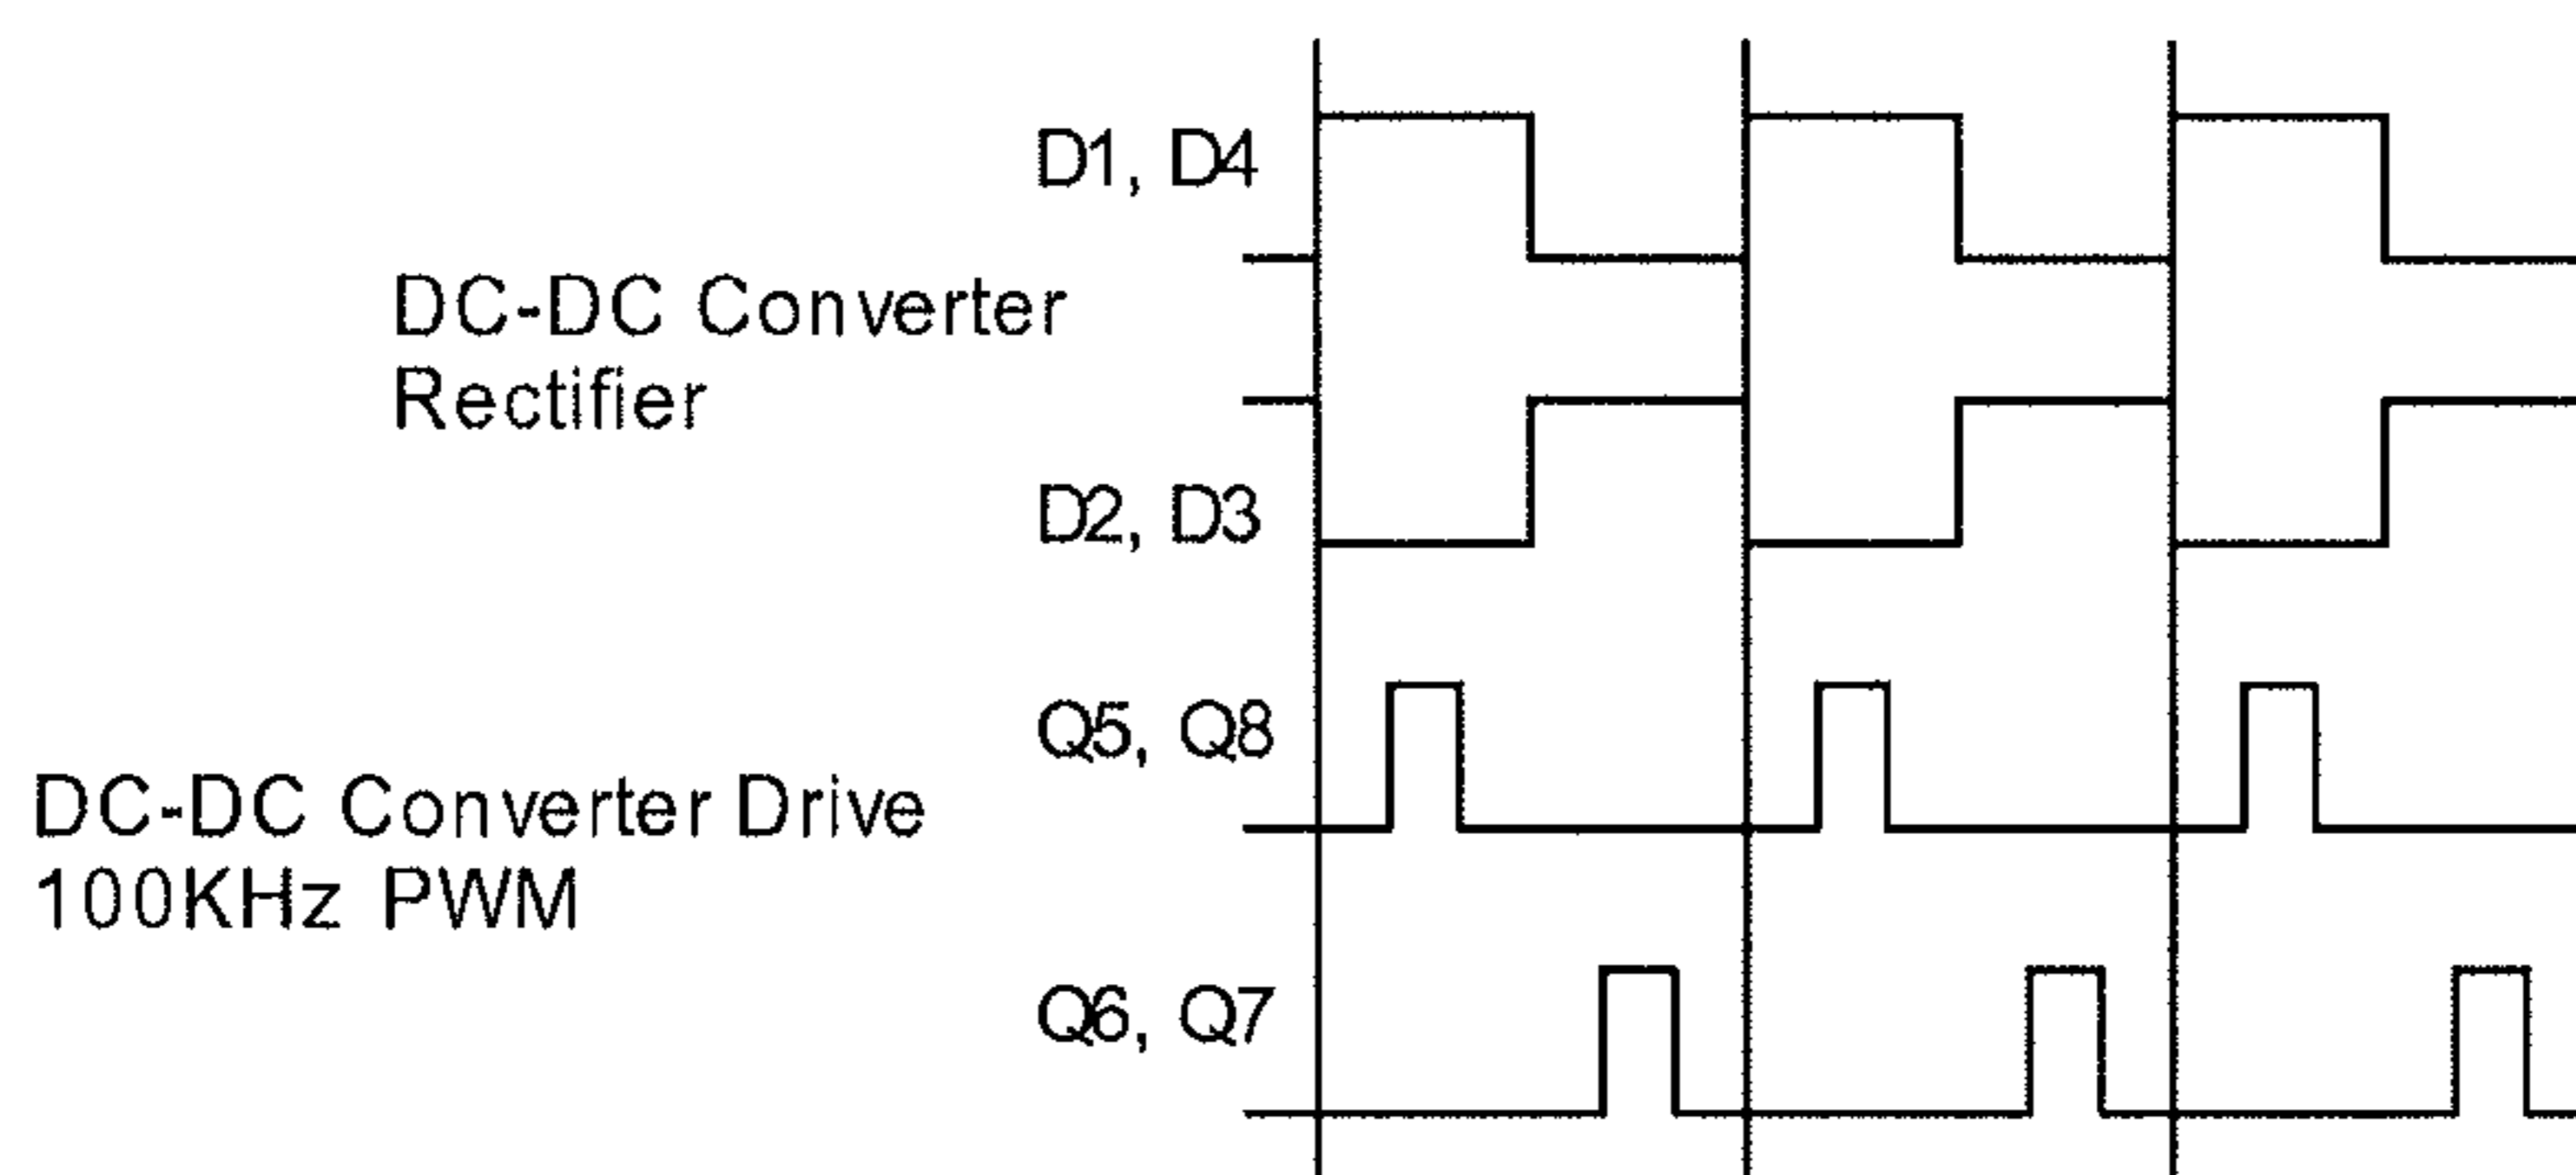 D1, D4
DC-DC Converter
Rectifier
D2, D3
Q5, Q8
DC-DC Converter Drive
100KHz PWM
Q6, Q7